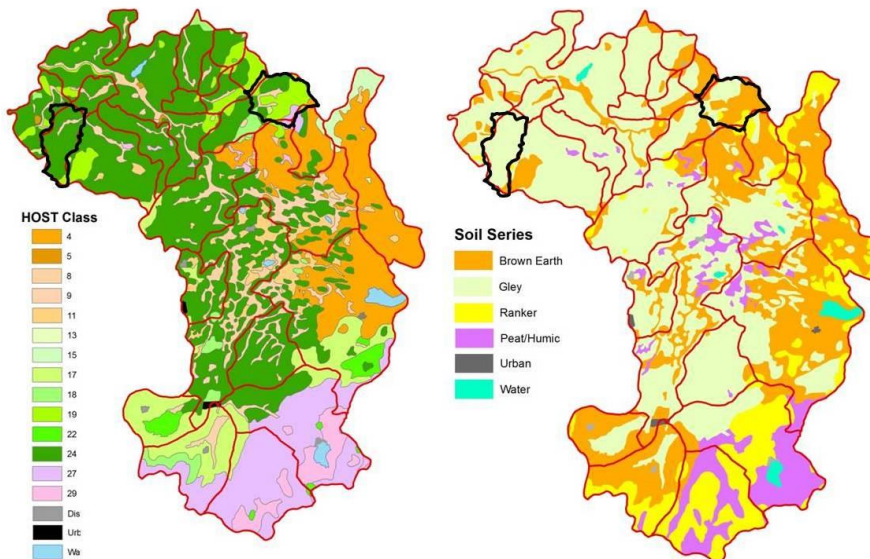 HOST Class
4
5
8
9
11
13
15
17
18
19
22
24
27
29
Dis
Urb
Wa
Soil Series
Brown Earth
Gley
Ranker
Peat/Humic
Urban
Water